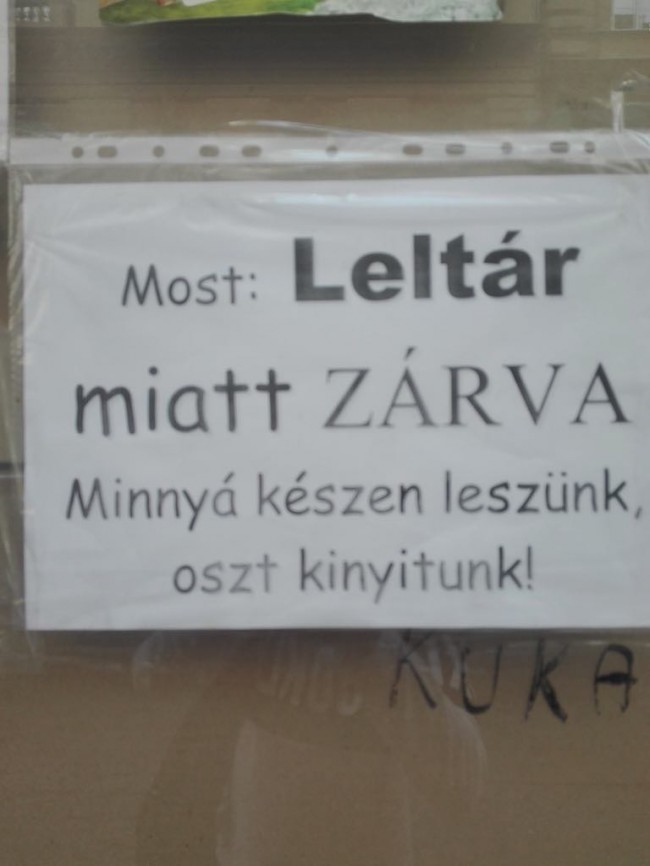 Most: Leltár
miatt ZÁRVA
Minnyá készen leszünk,
oszt kinyitunk!
KUKA